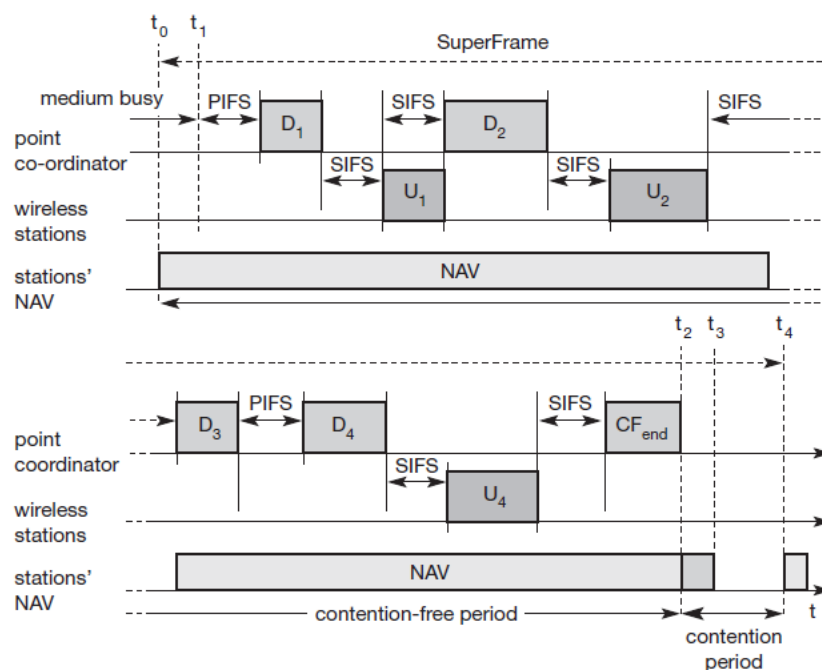 t0 t1
SuperFrame
medium busy PIFS SIFS SIFS
D1 D2
point
co-ordinator
SIFS SIFS
U1 U2
wireless
stations
stations'
NAV
NAV
t2 t3 t4
PIFS SIFS
D3 D4 CFend
point
coordinator
SIFS
U4
wireless
stations
stations'
NAV
NAV
t
contention-free period
contention
period